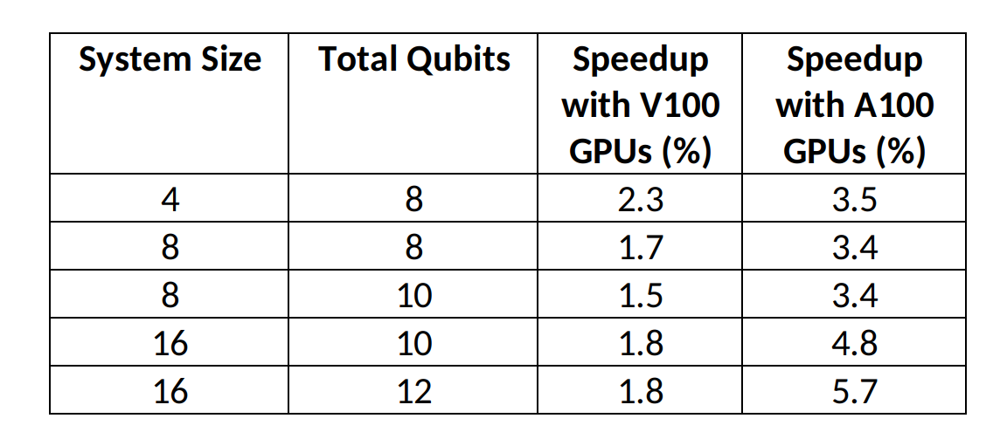 System Size Total Qubits Speedup with V100 GPUs (%) Speedup with A100 GPUs (%)
4 8 2.3 3.5
8 8 1.7 3.4
8 10 1.5 3.4
16 10 1.8 4.8
16 12 1.8 5.7